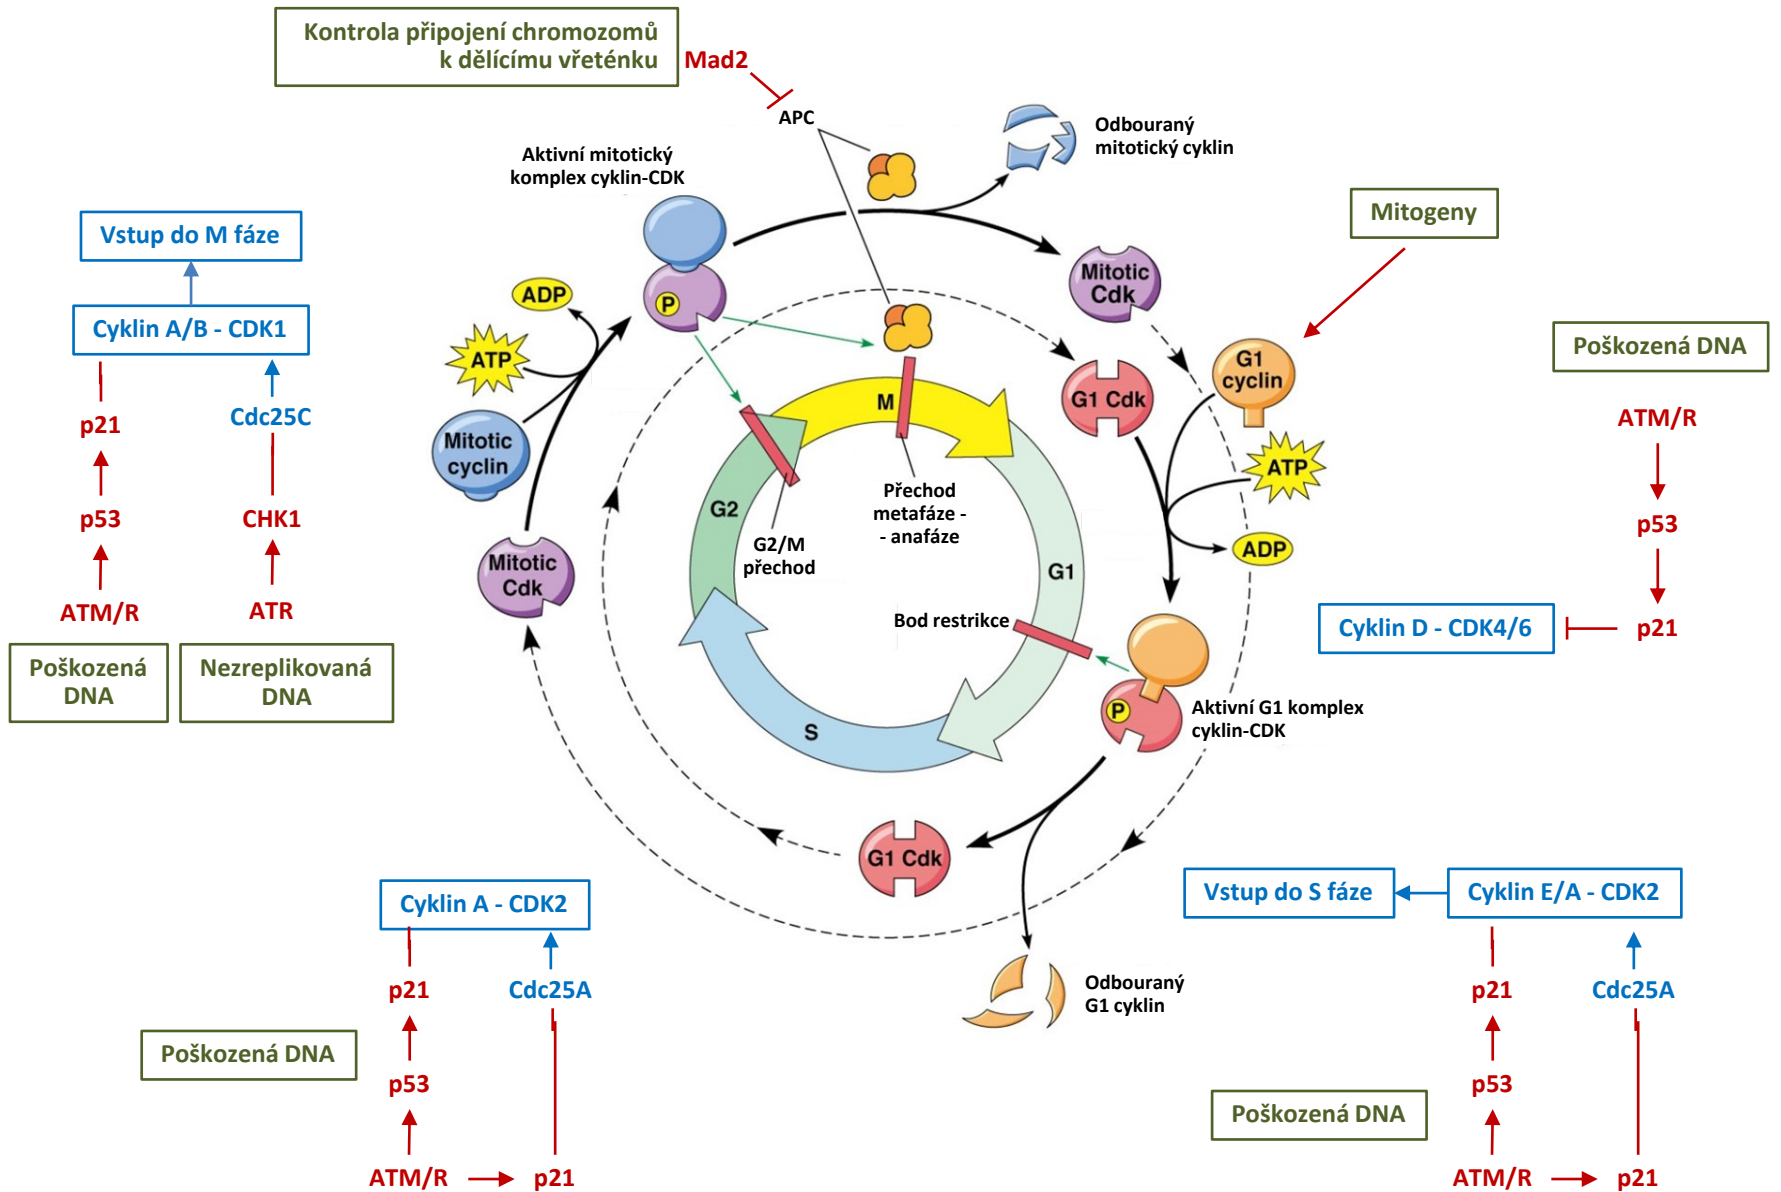 Kontrola připojení chromozomů
k dělícímu vřeténku
Mad2
APC
Odbouraný
mitotický cyklin
Aktivní mitotický
komplex cyklin-CDK
Mitogeny
Vstup do M fáze
Cyklin A/B - CDK1
p21
Cdc25C
p53
CHK1
ATM/R
ATR
Poškozená
DNA
Nezreplikovaná
DNA
ADP
ATP
P
Mitotic
cyclin
Mitotic
Cdk
Mitotic
Cdk
G1 Cdk
G1
cyclin
ATP
ADP
M
G2
G1
S
G2/M
přechod
Přechod
metafáze -
- anafáze
Bod restrikce
P
Aktivní G1 komplex
cyklin-CDK
G1 Cdk
Odbouraný
G1 cyklin
Poškozená DNA
ATM/R
p53
p21
Cyklin D - CDK4/6
Cyklin A - CDK2
p21
Cdc25A
Poškozená DNA
p53
ATM/R
p21
Vstup do S fáze
Cyklin E/A - CDK2
p21
Cdc25A
p53
Poškozená DNA
ATM/R
p21